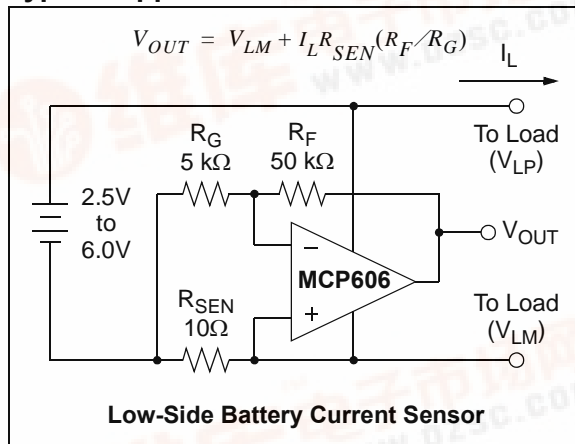 V_OUT = V_LM + I_L R_SEN (R_F/R_G)
I_L
To Load
(V_LP)
R_G
5 kΩ
R_F
50 kΩ
2.5V
to
6.0V
−
MCP606
+
V_OUT
R_SEN
10Ω
To Load
(V_LM)
Low-Side Battery Current Sensor